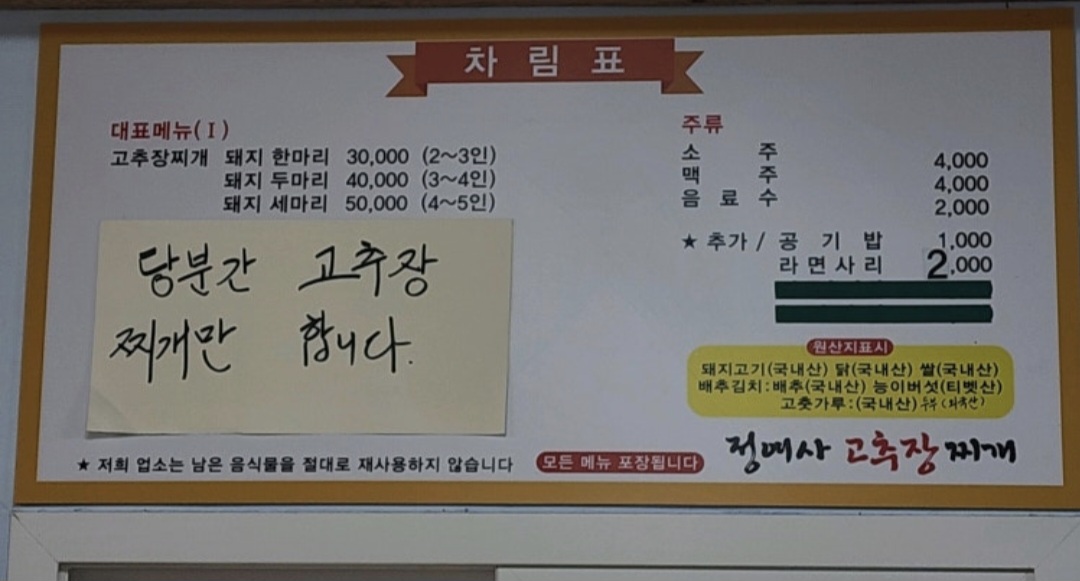 차림표
대표메뉴(Ⅰ)
고추장찌개 돼지 한마리 30,000 (2~3인)
돼지 두마리 40,000 (3~4인)
돼지 세마리 50,000 (4~5인)
당분간 고추장
찌개만 합니다.
주류
소주 4,000
맥주 4,000
음료수 2,000
★ 추가 / 공기밥 1,000
라면사리 2,000
원산지표시
돼지고기(국내산) 닭(국내산) 쌀(국내산)
배추김치:배추(국내산) 능이버섯(티벳산)
고춧가루:(국내산) 두부(외국산)
정여사 고추장찌개
★ 저희 업소는 남은 음식물을 절대로 재사용하지 않습니다
모든 메뉴 포장됩니다